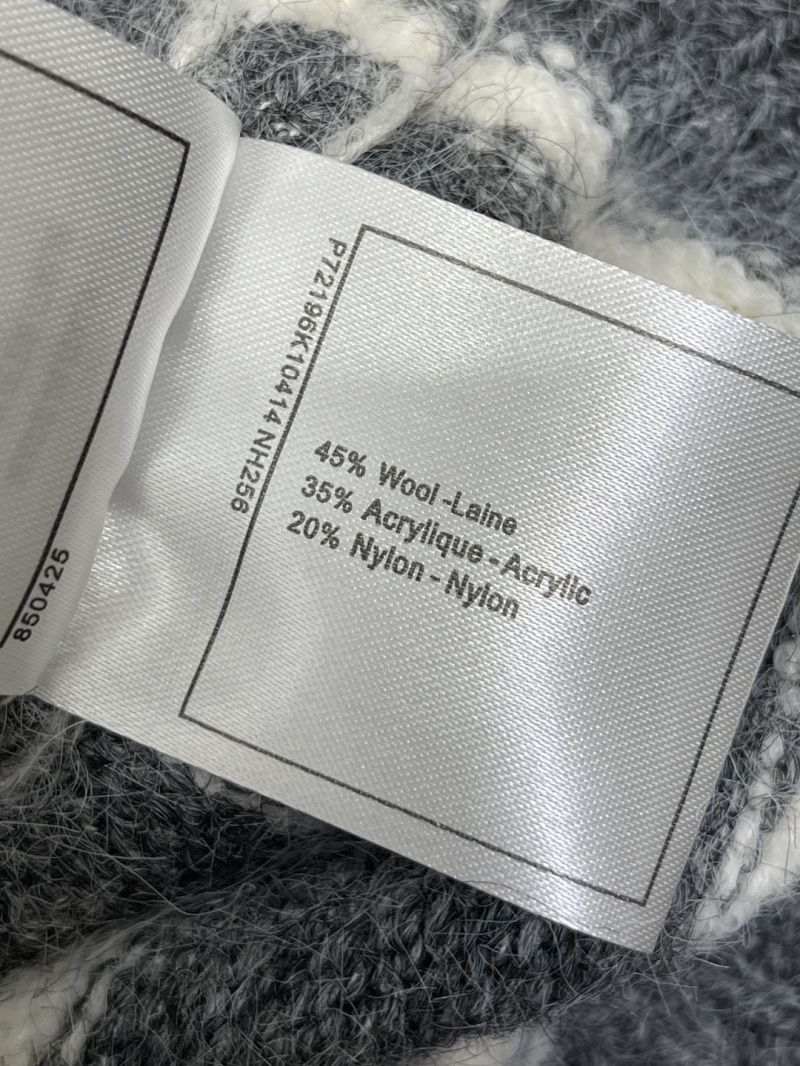 850425
P72196K10414 NH256
45% Wool -Laine
35% Acrylique - Acrylic
20% Nylon - Nylon